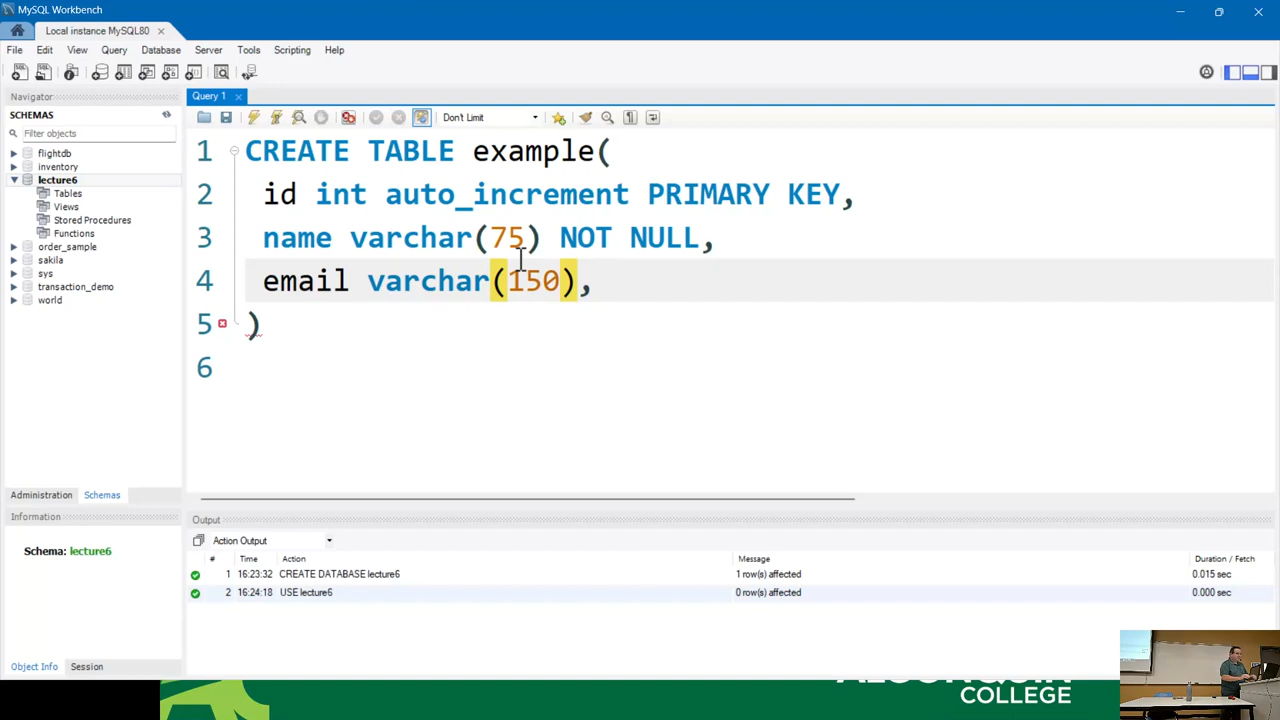 MySQL Workbench
Local instance MySQL80
File Edit View Query Database Server Tools Scripting Help
Navigator
SCHEMAS
Filter objects
flightdb
inventory
lecture6
Tables
Views
Stored Procedures
Functions
order_sample
sakila
sys
transaction_demo
world
Administration Schemas
Information
Schema: lecture6
Object Info Session
Query 1
Don't Limit
1 CREATE TABLE example(
2 id int auto_increment PRIMARY KEY,
3 name varchar(75) NOT NULL,
4 email varchar(150),
5 )
6
Output
Action Output
# Time Action Message Duration / Fetch
1 16:23:32 CREATE DATABASE lecture6 1 row(s) affected 0.015 sec
2 16:24:18 USE lecture6 0 row(s) affected 0.000 sec
COLLEGE